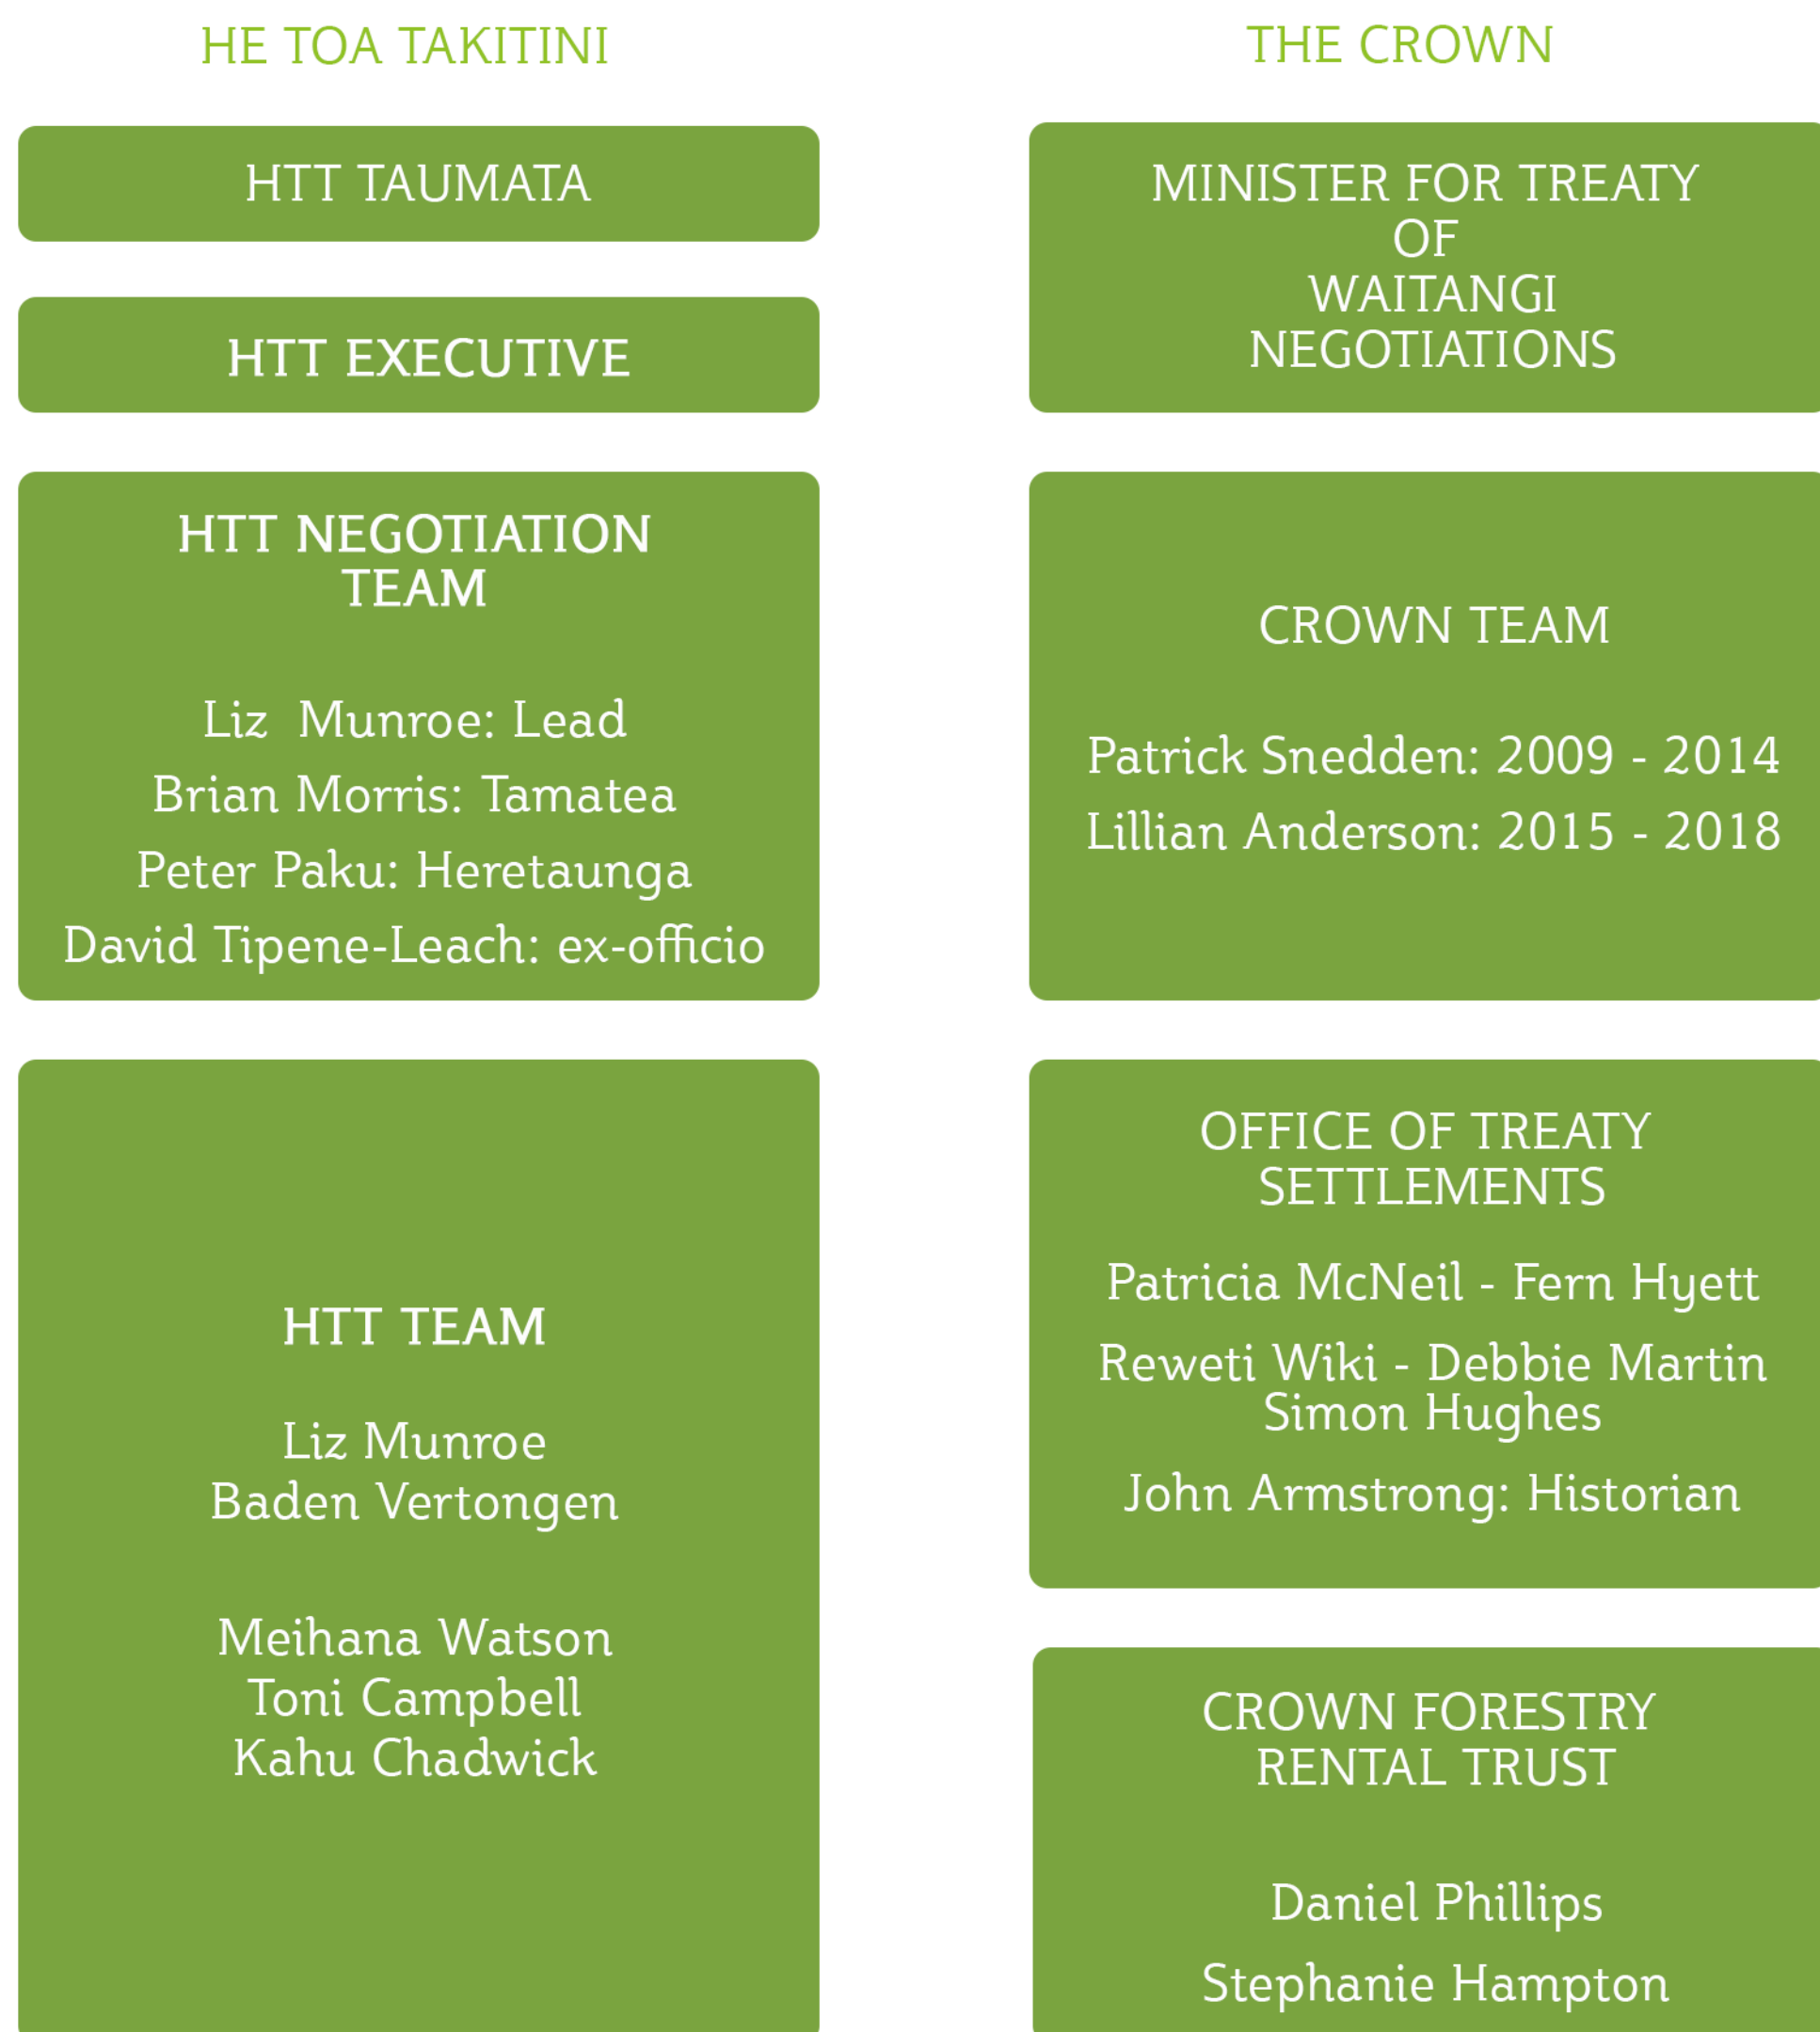 HE TOA TAKITINI
HTT TAUMATA
HTT EXECUTIVE
HTT NEGOTIATION
TEAM
Liz Munroe: Lead
Brian Morris: Tamatea
Peter Paku: Heretaunga
David Tipene-Leach: ex-officio
HTT TEAM
Liz Munroe
Baden Vertongen
Meihana Watson
Toni Campbell
Kahu Chadwick
THE CROWN
MINISTER FOR TREATY
OF
WAITANGI
NEGOTIATIONS
CROWN TEAM
Patrick Snedden: 2009 - 2014
Lillian Anderson: 2015 - 2018
OFFICE OF TREATY
SETTLEMENTS
Patricia McNeil - Fern Hyett
Reweti Wiki - Debbie Martin
Simon Hughes
John Armstrong: Historian
CROWN FORESTRY
RENTAL TRUST
Daniel Phillips
Stephanie Hampton